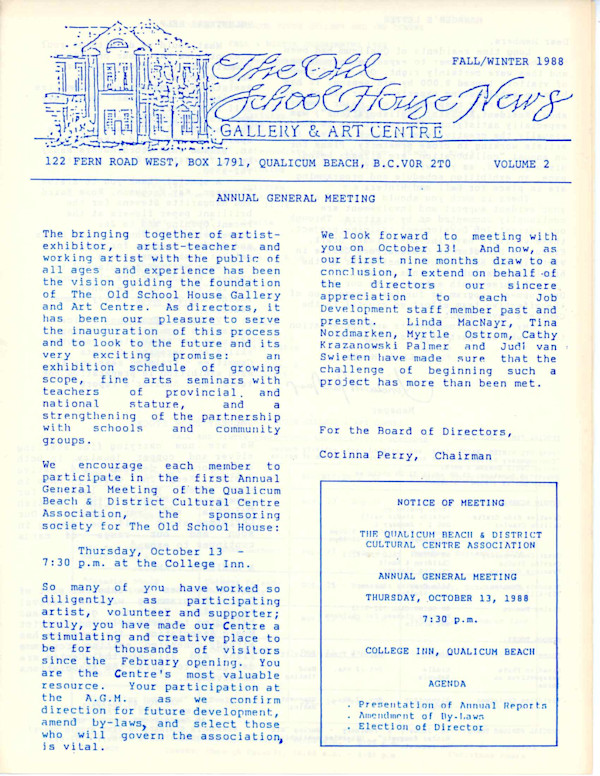 The Old
FALL/WINTER 1988
School House News
GALLERY & ART CENTRE
122 FERN ROAD WEST, BOX 1791, QUALICUM BEACH, B.C.V0R 2T0 VOLUME 2
ANNUAL GENERAL MEETING
The bringing together of artist-
exhibitor, artist-teacher and
working artist with the public of
all ages and experience has been
the vision guiding the foundation
of The Old School House Gallery
and Art Centre. As directors, it
has been our pleasure to serve
the inauguration of this process
and to look to the future and its
very exciting promise: an
exhibition schedule of growing
scope, fine arts seminars with
teachers of provincial and
national stature, and a
strengthening of the partnership
with schools and community
groups.
We encourage each member to
participate in the first Annual
General Meeting of the Qualicum
Beach & District Cultural Centre
Association, the sponsoring
society for The Old School House:
Thursday, October 13 -
7:30 p.m. at the College Inn.
So many of you have worked so
diligently as participating
artist, volunteer and supporter;
truly, you have made our Centre a
stimulating and creative place to
be for thousands of visitors
since the February opening. You
are the Centre's most valuable
resource. Your participation at
the A.G.M.. as we confirm
direction for future development,
amend by-laws, and select those
who will govern the association,
is vital.
We look forward to meeting with
you on October 13! And now, as
our first nine months draw to a
conclusion, I extend on behalf of
the directors our sincere
appreciation to each Job
Development staff member past and
present. Linda MacNayr, Tina
Nordmarken, Myrtle Ostrom, Cathy
Krazanowski Palmer and Judi van
Swieten have made sure that the
challenge of beginning such a
project has more than been met.
For the Board of Directors,
Corinna Perry, Chairman
NOTICE OF MEETING
THE QUALICUM BEACH & DISTRICT
CULTURAL CENTRE ASSOCIATION
ANNUAL GENERAL MEETING
THURSDAY, OCTOBER 13, 1988
7:30 p.m.
COLLEGE INN, QUALICUM BEACH
AGENDA
. Presentation of Annual Reports
. Amendment of By-Laws
. Election of Director